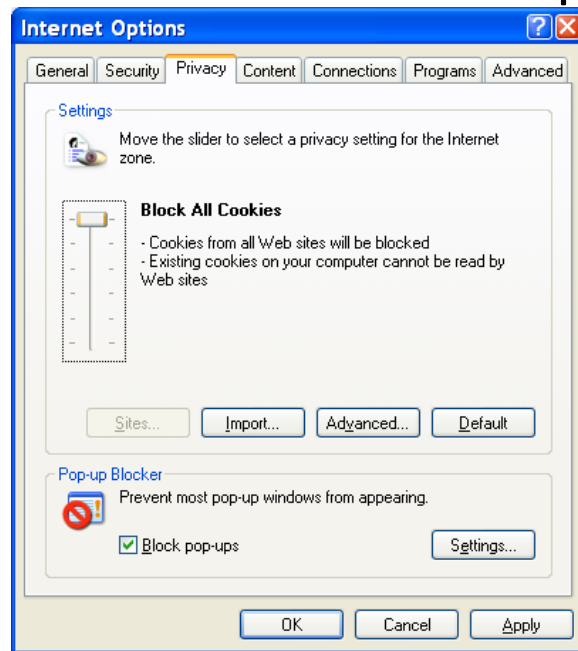 Internet Options
General Security Privacy Content Connections Programs Advanced
Settings
Move the slider to select a privacy setting for the Internet
zone.
Block All Cookies
- Cookies from all Web sites will be blocked
- Existing cookies on your computer cannot be read by
Web sites
Sites... Import... Advanced... Default
Pop-up Blocker
Prevent most pop-up windows from appearing.
Block pop-ups Settings...
OK Cancel Apply